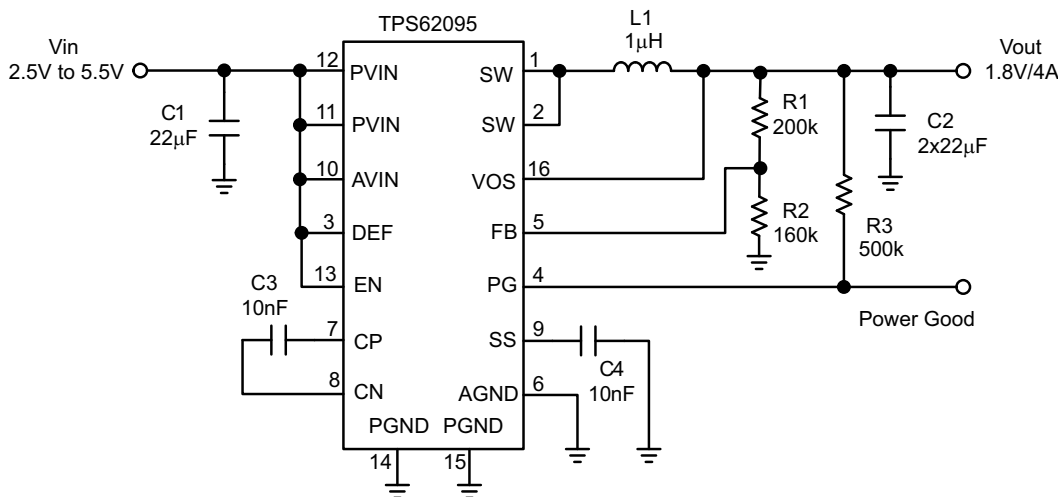 TPS62095
Vin
2.5V to 5.5V
C1
22μF
12
PVIN
11
PVIN
10
AVIN
3
DEF
13
EN
C3
10nF
7
CP
8
CN
PGND
PGND
14
15
1
SW
2
SW
16
VOS
5
FB
4
PG
9
SS
6
AGND
L1
1μH
R1
200k
R2
160k
R3
500k
C2
2x22μF
C4
10nF
Vout
1.8V/4A
Power Good